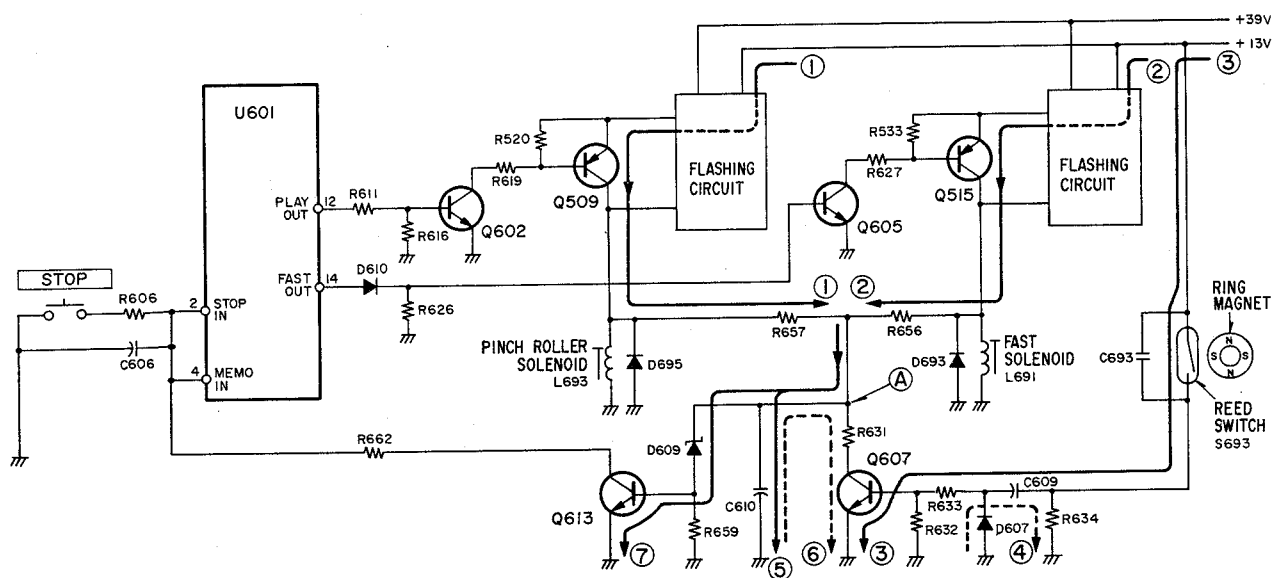 +39V
+13V
①
②
③
U601
R520
R619
Q509
FLASHING
CIRCUIT
R533
R627
Q515
FLASHING
CIRCUIT
PLAY
OUT
12
R611
R616
Q602
Q605
FAST
OUT
14
D610
R626
STOP
R606
2
STOP
IN
C606
4
MEMO
IN
①
②
R657
R656
PINCH ROLLER
SOLENOID
L693
D695
D693
FAST
SOLENOID
L691
C693
RING
MAGNET
N
S
S
N
REED
SWITCH
S693
A
R662
D609
R631
Q607
C609
Q613
C610
R659
R633
R632
D607
R634
⑦
⑤
⑥
③
④